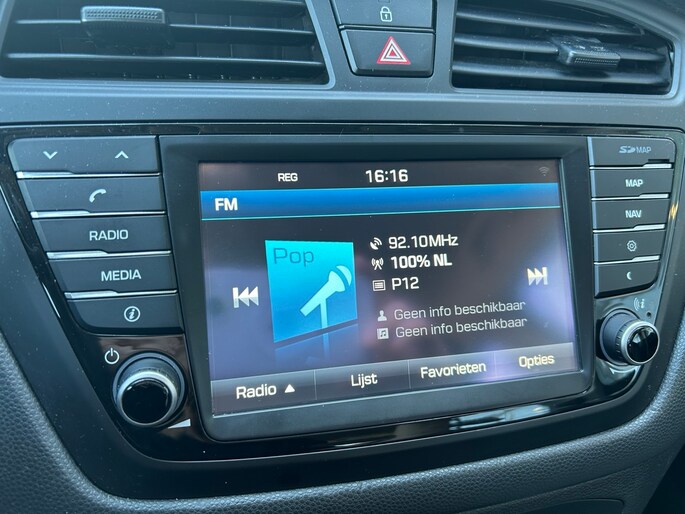 SD MAP
MAP
RADIO
NAV
MEDIA
REG
16:16
FM
Pop
92.10MHz
100% NL
P12
Geen info beschikbaar
Geen info beschikbaar
Radio ▲
Lijst
Favorieten
Opties